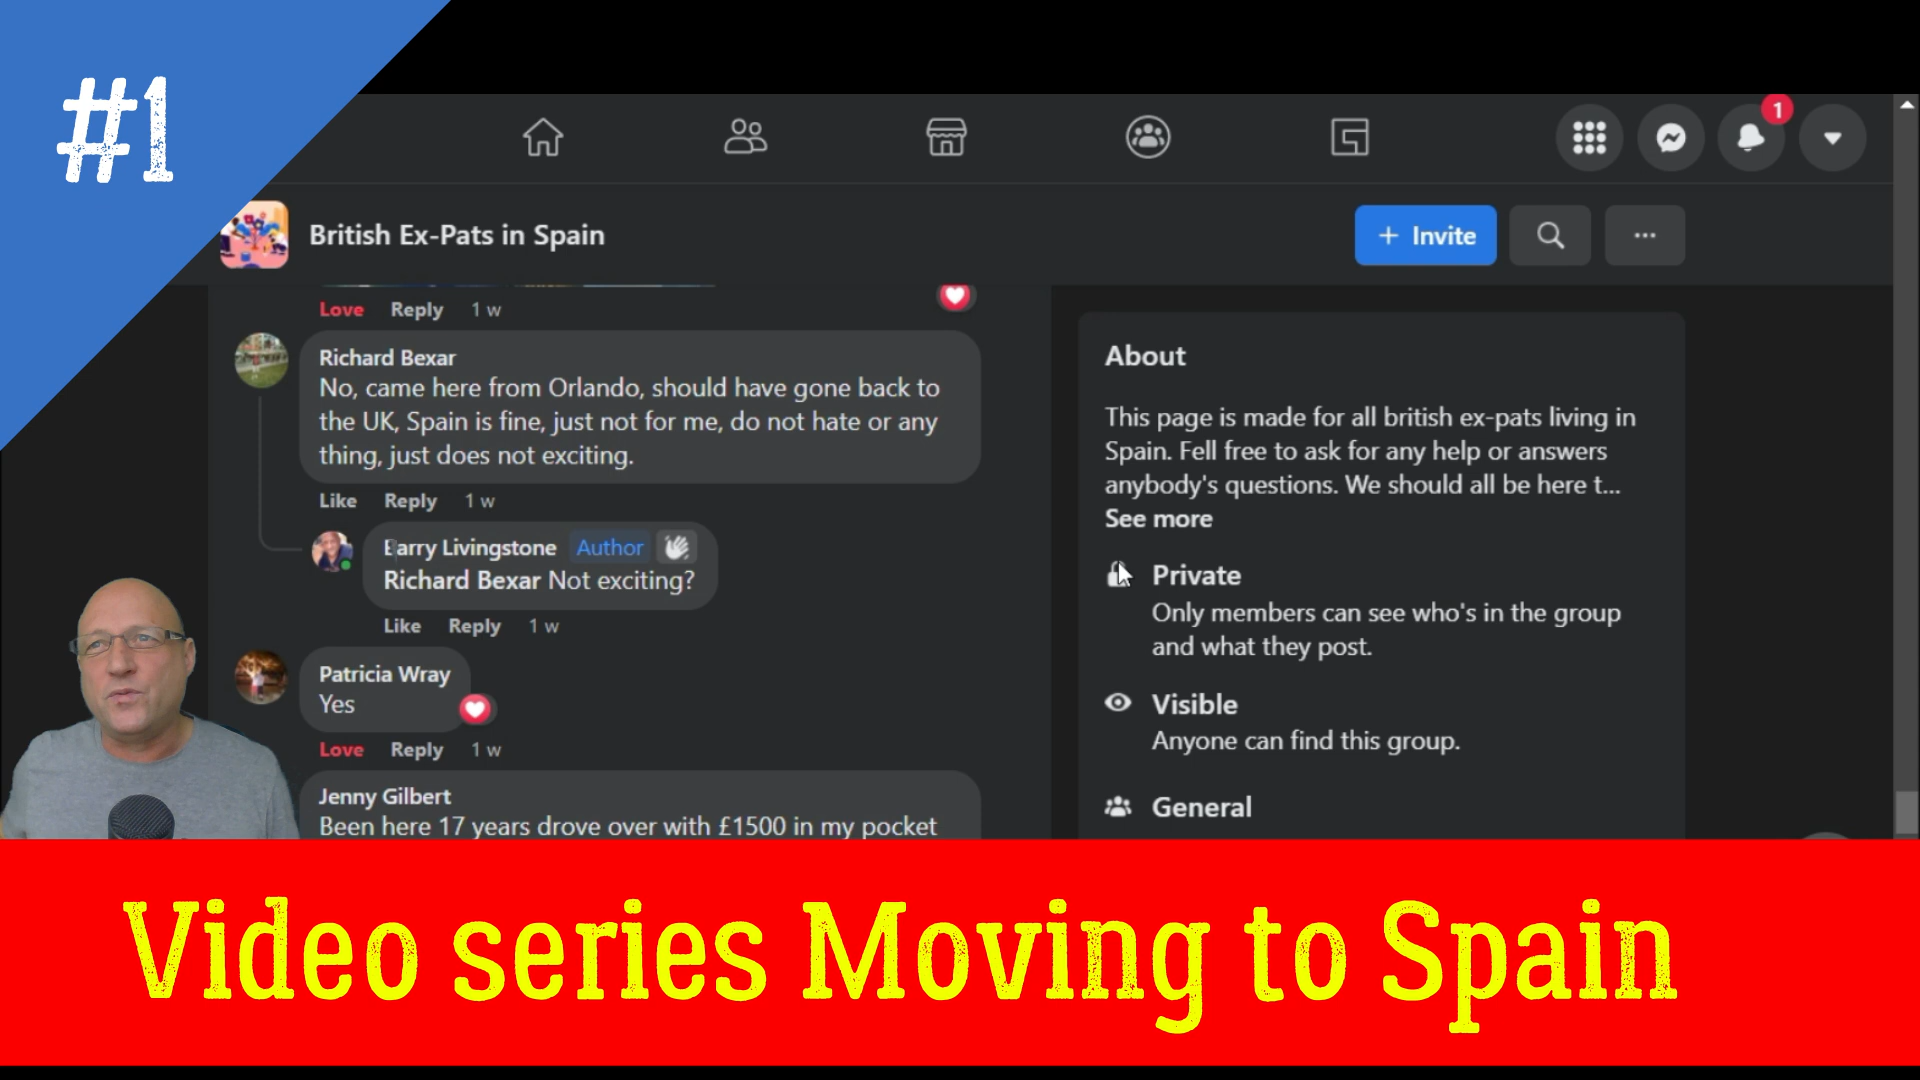 #1
1
British Ex-Pats in Spain
+ Invite
Love Reply 1 w
Richard Bexar
No, came here from Orlando, should have gone back to
the UK, Spain is fine, just not for me, do not hate or any
thing, just does not exciting.
Like Reply 1 w
Barry Livingstone Author
Richard Bexar Not exciting?
Like Reply 1 w
Patricia Wray
Yes
Love Reply 1 w
Jenny Gilbert
Been here 17 years drove over with £1500 in my pocket
About
This page is made for all british ex-pats living in
Spain. Fell free to ask for any help or answers
anybody's questions. We should all be here t...
See more
Private
Only members can see who's in the group
and what they post.
Visible
Anyone can find this group.
General
Video series Moving to Spain